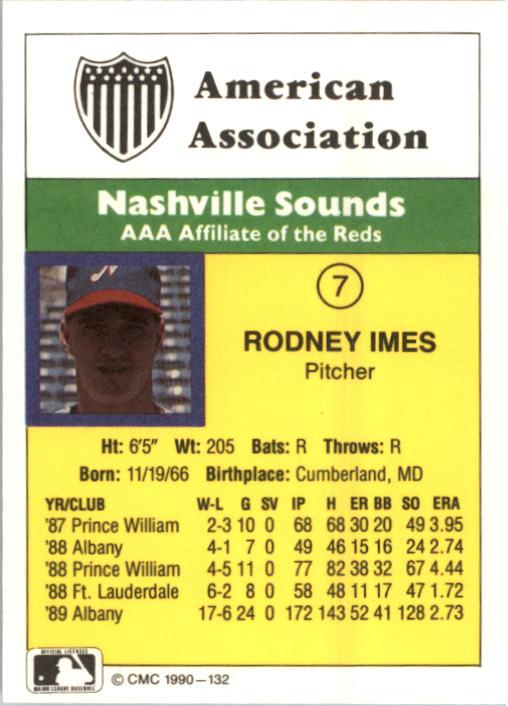 American
Association
Nashville Sounds
AAA Affiliate of the Reds
N
7
RODNEY IMES
Pitcher
Ht: 6'5" Wt: 205 Bats: R Throws: R
Born: 11/19/66 Birthplace: Cumberland, MD
YR/CLUB W-L G SV IP H ER BB SO ERA
'87 Prince William 2-3 10 0 68 68 30 20 49 3.95
'88 Albany 4-1 7 0 49 46 15 16 24 2.74
'88 Prince William 4-5 11 0 77 82 38 32 67 4.44
'88 Ft. Lauderdale 6-2 8 0 58 48 11 17 47 1.72
'89 Albany 17-6 24 0 172 143 52 41 128 2.73
OFFICIAL LICENSEE
MAJOR LEAGUE BASEBALL
© CMC 1990—132